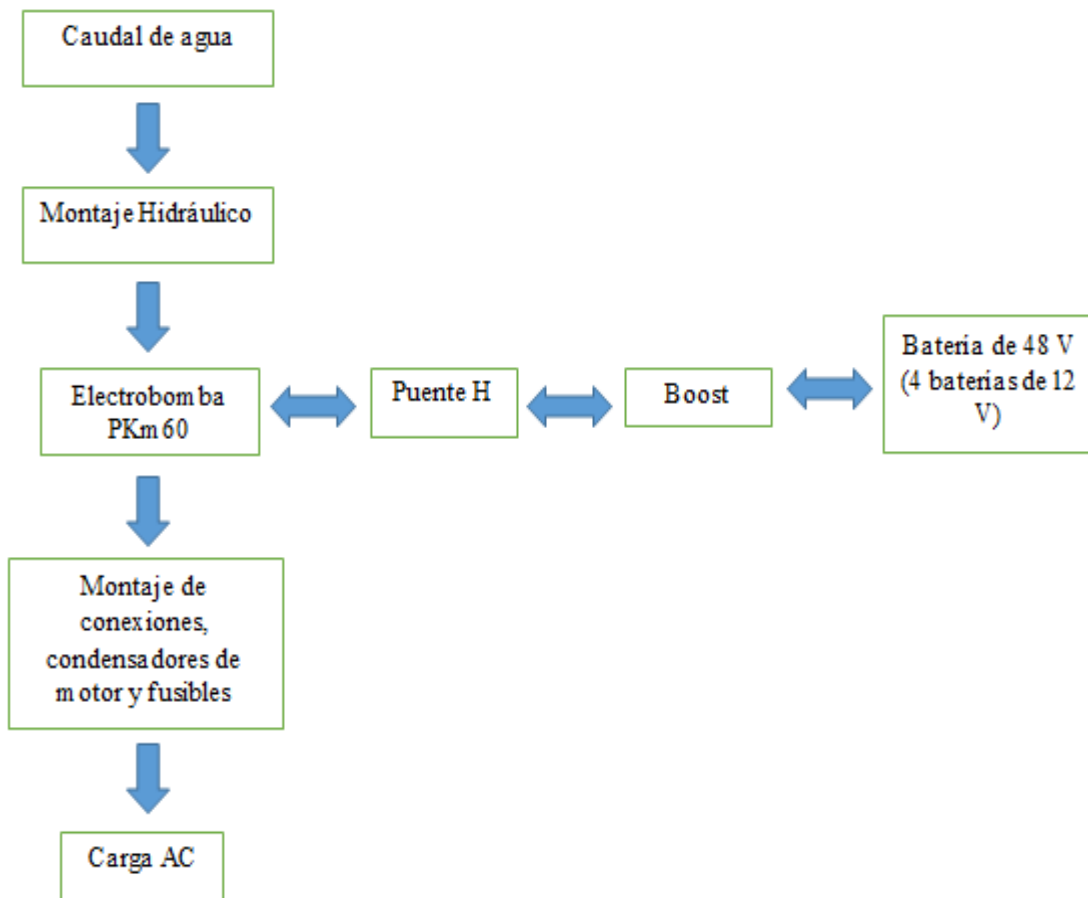 Caudal de agua
Montaje Hidráulico
Electrobomba
PKm 60
Puente H
Boost
Batería de 48 V
(4 baterías de 12
V)
Montaje de
conexiones,
condensadores de
motor y fusibles
Carga AC